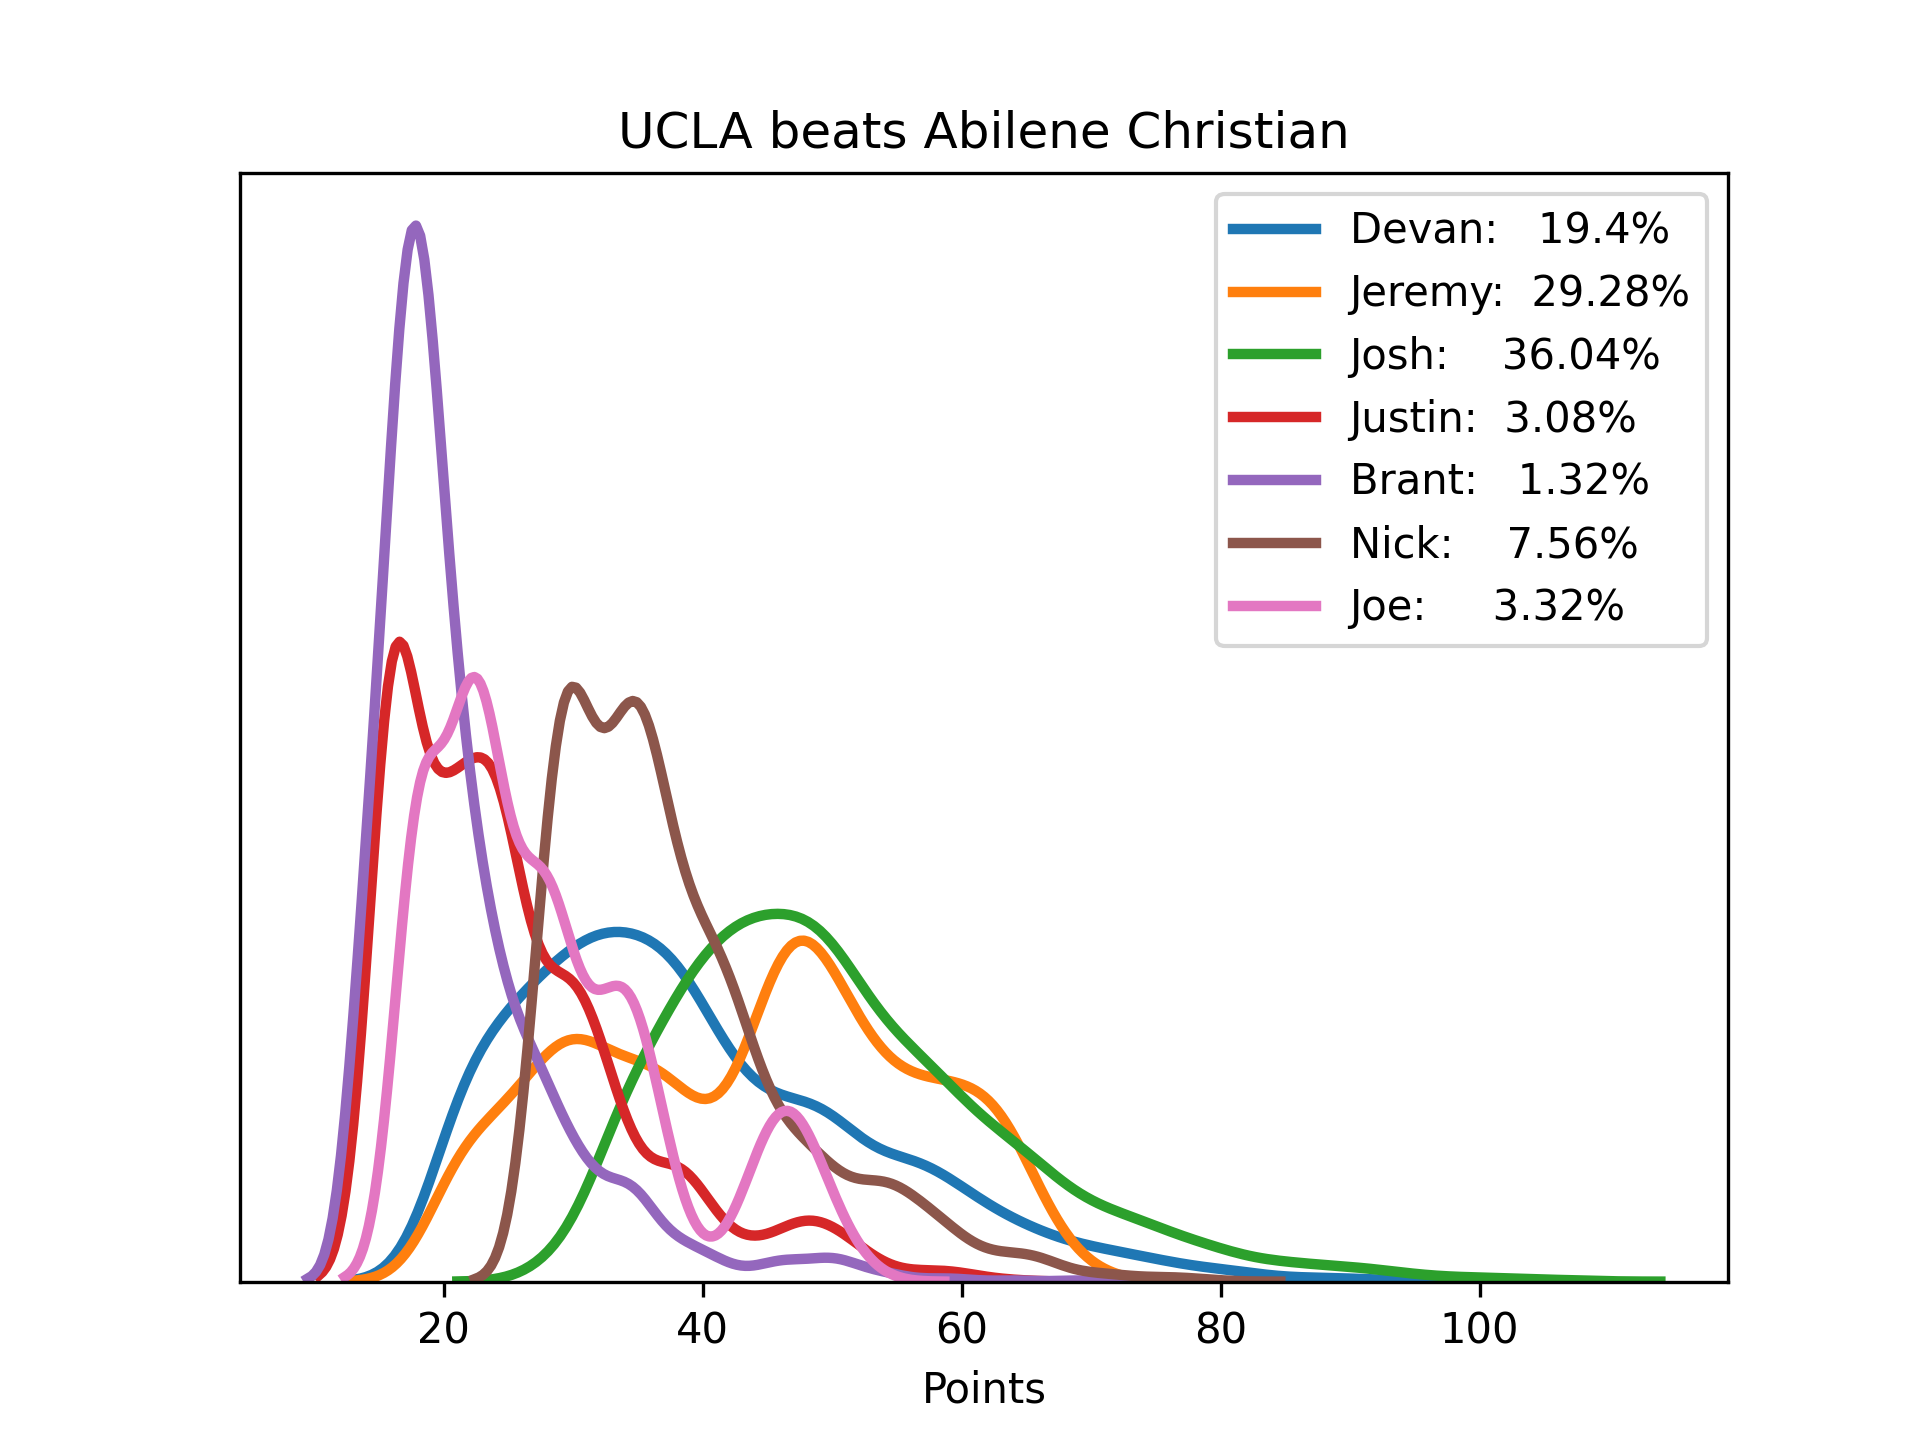 UCLA beats Abilene Christian
Devan: 19.4%
Jeremy: 29.28%
Josh: 36.04%
Justin: 3.08%
Brant: 1.32%
Nick: 7.56%
Joe: 3.32%
20 40 60 80 100
Points